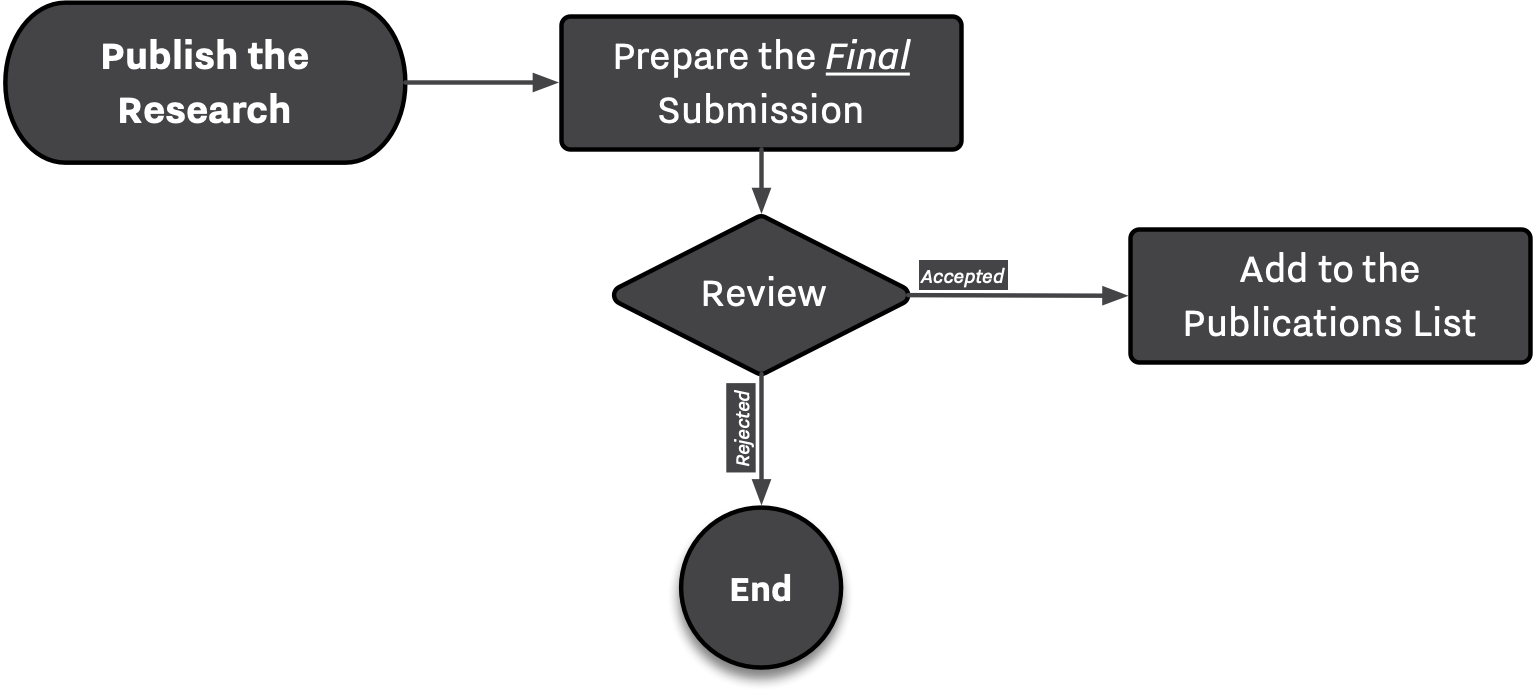 Publish the
Research
Prepare the Final
Submission
Review
Accepted
Add to the
Publications List
Rejected
End